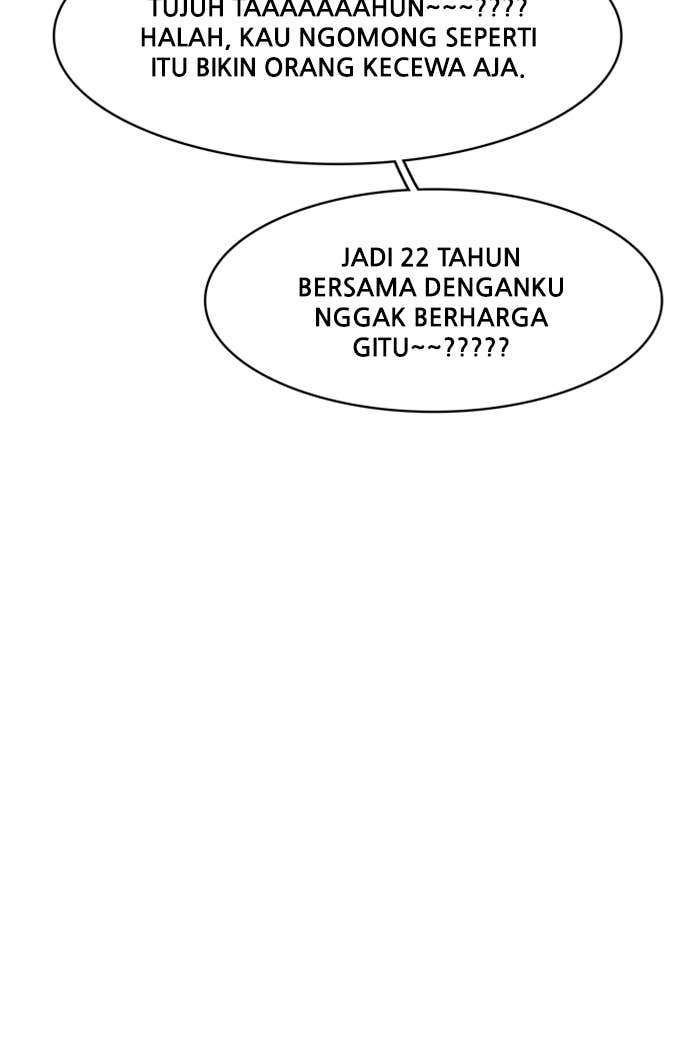 TUJUH TAAAAAAAHUN~~~????
HALAH, KAU NGOMONG SEPERTI
ITU BIKIN ORANG KECEWA AJA.
JADI 22 TAHUN
BERSAMA DENGANKU
NGGAK BERHARGA
GITU~~?????